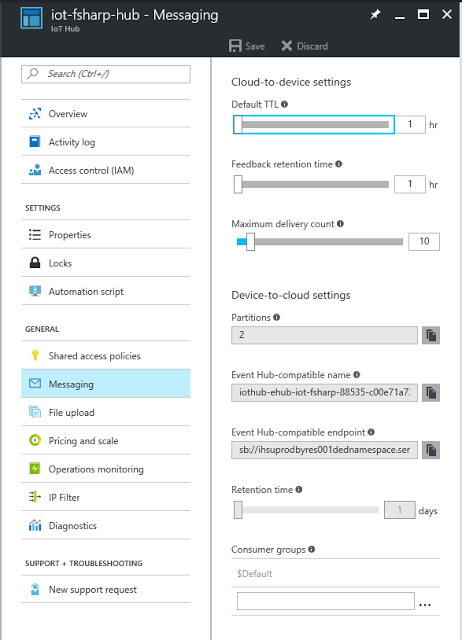 iot-fsharp-hub - Messaging
IoT Hub
Save
Discard
Search (Ctrl+/)
Overview
Activity log
Access control (IAM)
SETTINGS
Properties
Locks
Automation script
GENERAL
Shared access policies
Messaging
File upload
Pricing and scale
Operations monitoring
IP Filter
Diagnostics
SUPPORT + TROUBLESHOOTING
New support request
Cloud-to-device settings
Default TTL
1 hr
Feedback retention time
1 hr
Maximum delivery count
10
Device-to-cloud settings
Partitions
2
Event Hub-compatible name
iothub-ehub-iot-fsharp-88535-c00e71a7
Event Hub-compatible endpoint
sb://ihsuprodbyres001dednamespace.ser
Retention time
1 days
Consumer groups
$Default
...